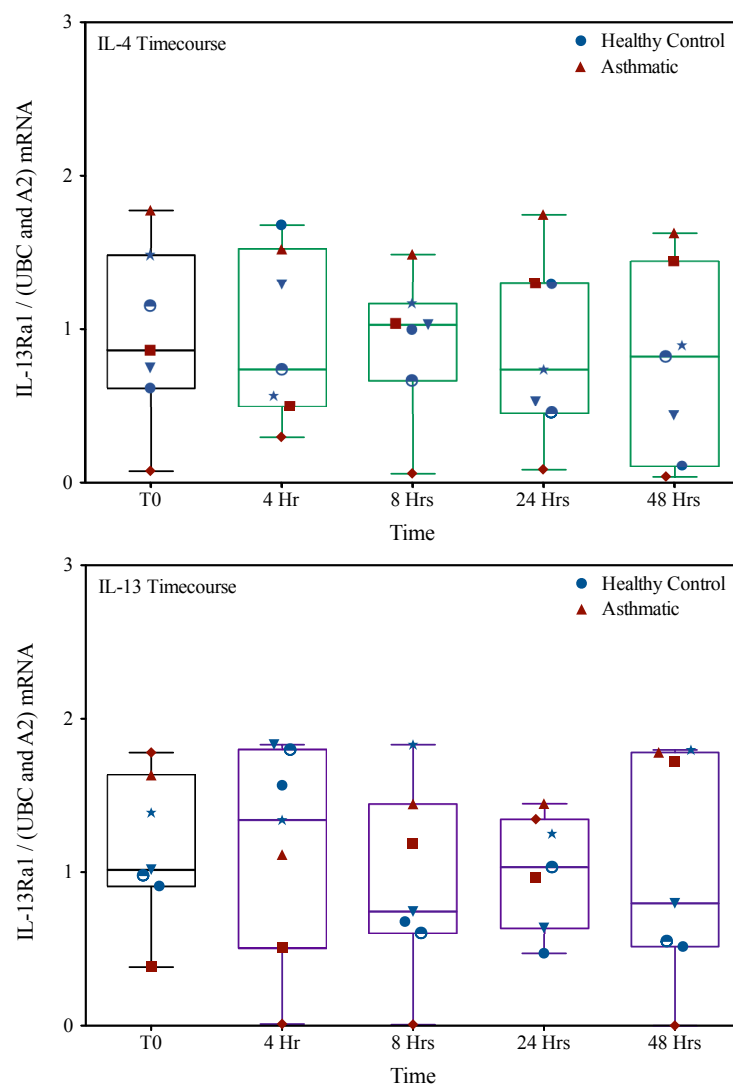 3
IL-4 Timecourse
Healthy Control
Asthmatic
2
1
0
IL-13Ra1 / (UBC and A2) mRNA
T0 4 Hr 8 Hrs 24 Hrs 48 Hrs
Time
3
IL-13 Timecourse
Healthy Control
Asthmatic
2
1
0
IL-13Ra1 / (UBC and A2) mRNA
T0 4 Hr 8 Hrs 24 Hrs 48 Hrs
Time